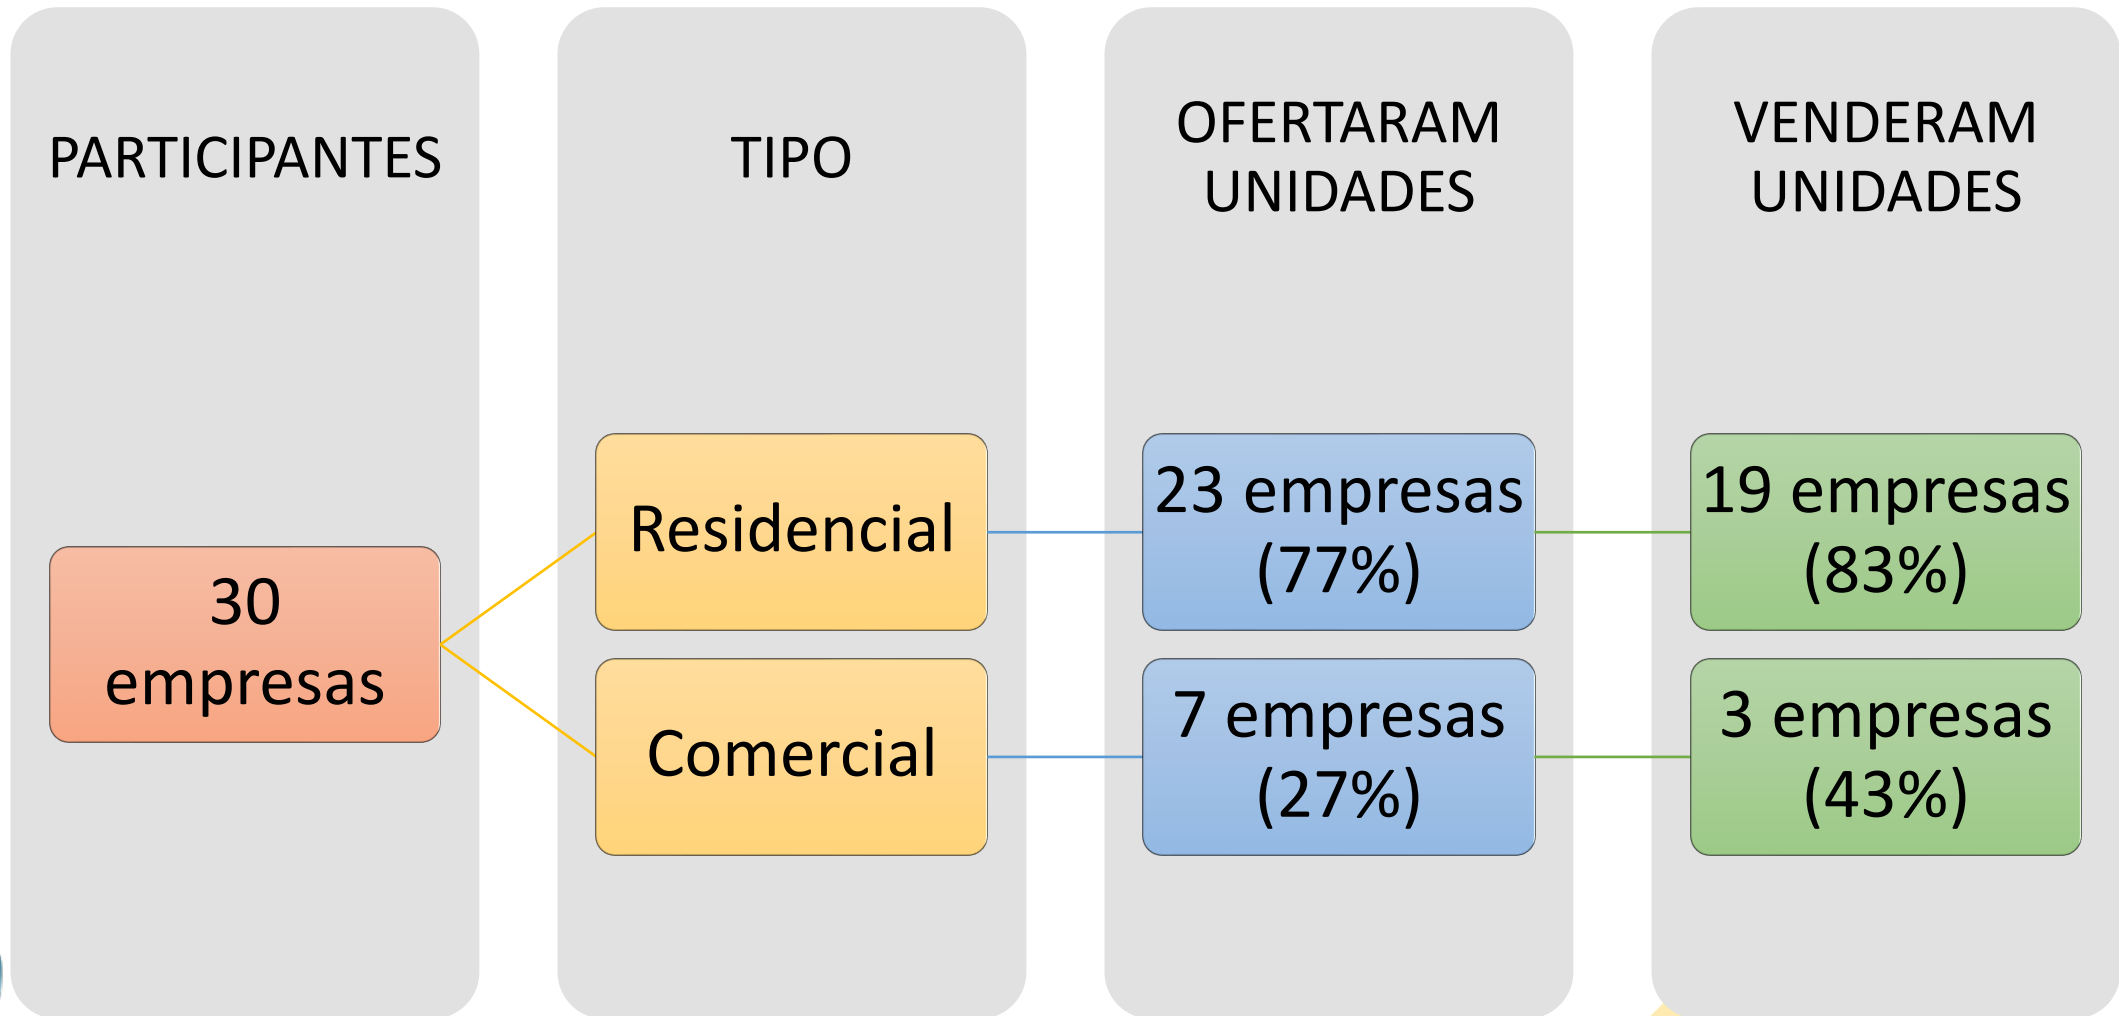 PARTICIPANTES
30
empresas
TIPO
Residencial
Comercial
OFERTARAM
UNIDADES
23 empresas
(77%)
7 empresas
(27%)
VENDERAM
UNIDADES
19 empresas
(83%)
3 empresas
(43%)